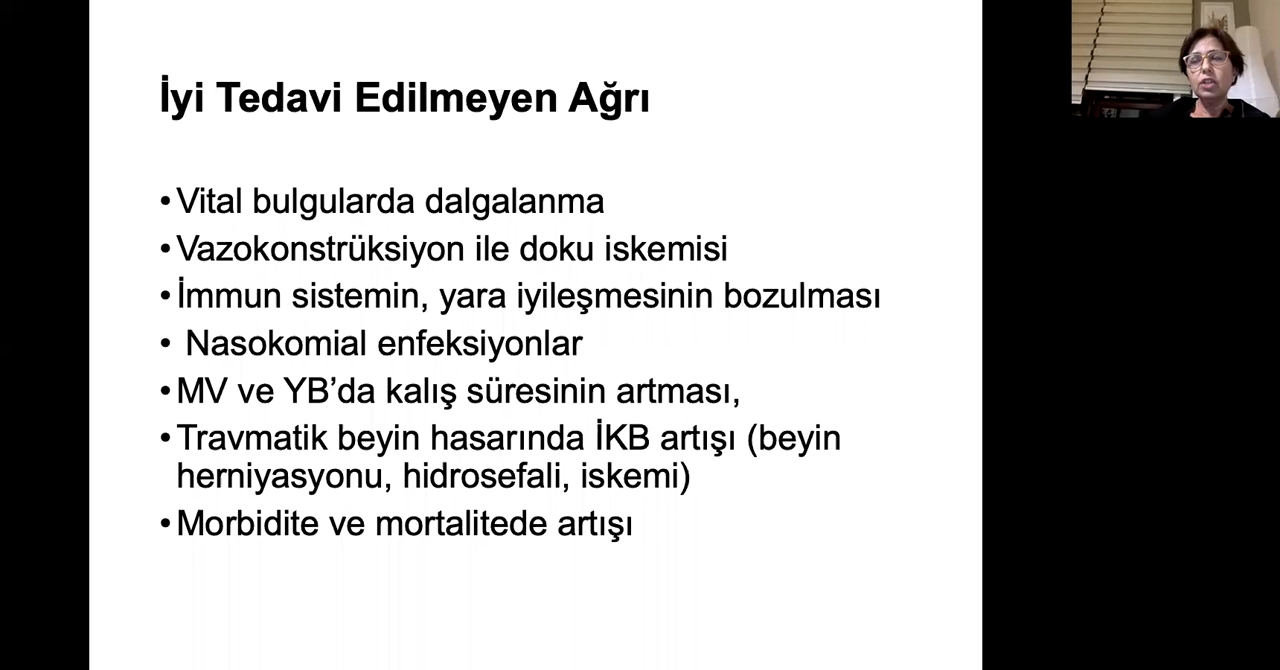 İyi Tedavi Edilmeyen Ağrı
• Vital bulgularda dalgalanma
• Vazokonstrüksiyon ile doku iskemisi
• İmmun sistemin, yara iyileşmesinin bozulması
• Nasokomial enfeksiyonlar
• MV ve YB’da kalış süresinin artması,
• Travmatik beyin hasarında İKB artışı (beyin
herniyasyonu, hidrosefali, iskemi)
• Morbidite ve mortalitede artışı